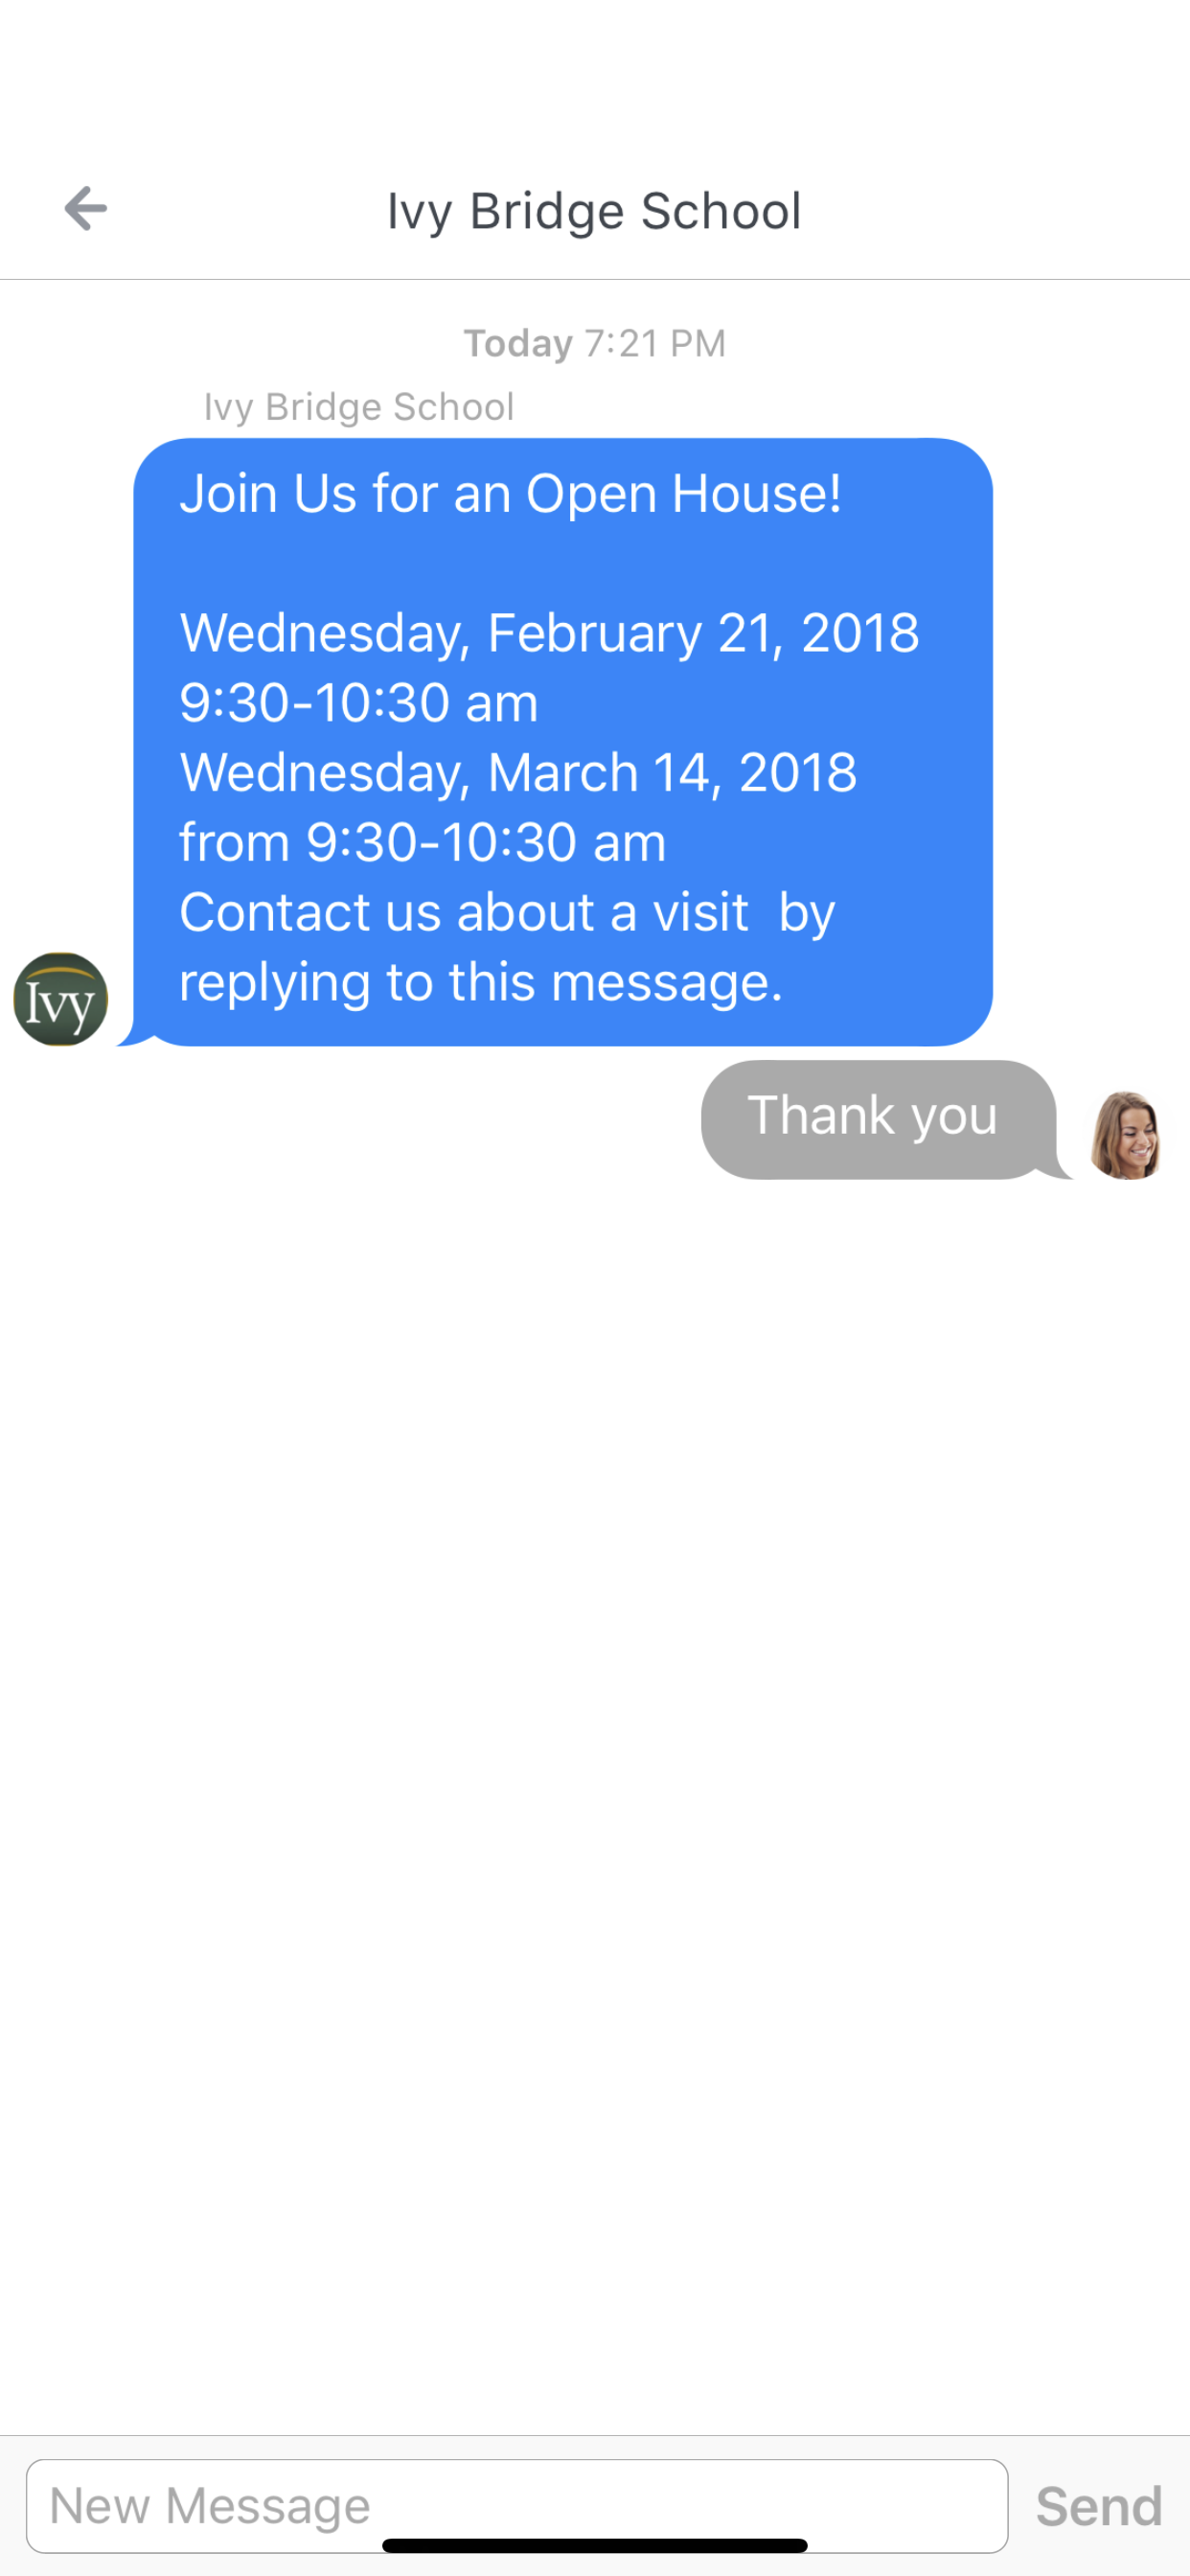 Ivy Bridge School
Today 7:21 PM
Ivy Bridge School
Join Us for an Open House!
Wednesday, February 21, 2018
9:30-10:30 am
Wednesday, March 14, 2018
from 9:30-10:30 am
Contact us about a visit  by
replying to this message.
Ivy
Thank you
New Message
Send